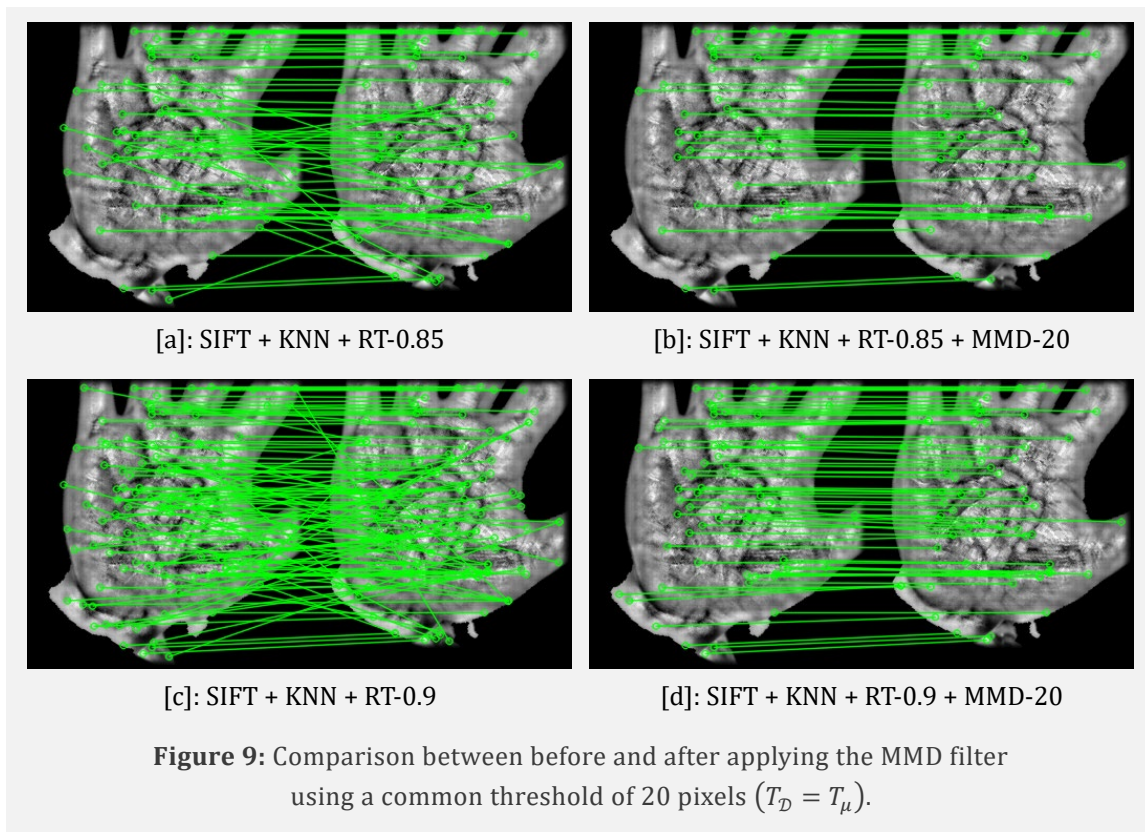 [a]: SIFT + KNN + RT-0.85
[b]: SIFT + KNN + RT-0.85 + MMD-20
[c]: SIFT + KNN + RT-0.9
[d]: SIFT + KNN + RT-0.9 + MMD-20
Figure 9: Comparison between before and after applying the MMD filter
using a common threshold of 20 pixels (T_𝒟 = T_μ).